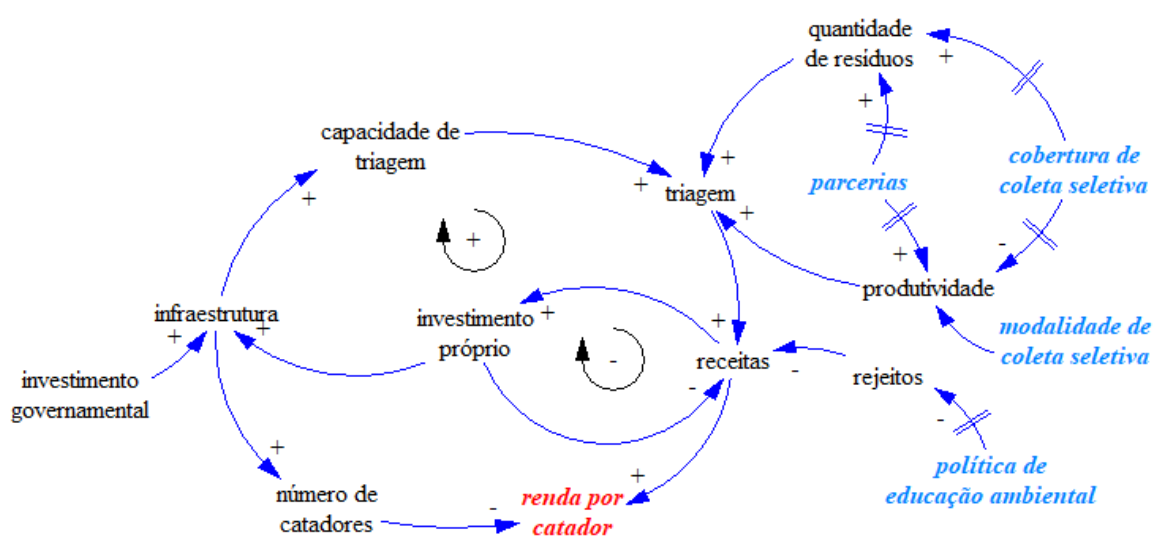 quantidade
de resíduos
+
+
capacidade de
triagem
+
+
+
triagem
+
parcerias
cobertura de
coleta seletiva
+
+
-
produtividade
infraestrutura
+
+
investimento
próprio
+
-
+
receitas
-
-
modalidade de
coleta seletiva
rejeitos
-
investimento
governamental
+
número de
catadores
-
renda por
catador
+
política de
educação ambiental